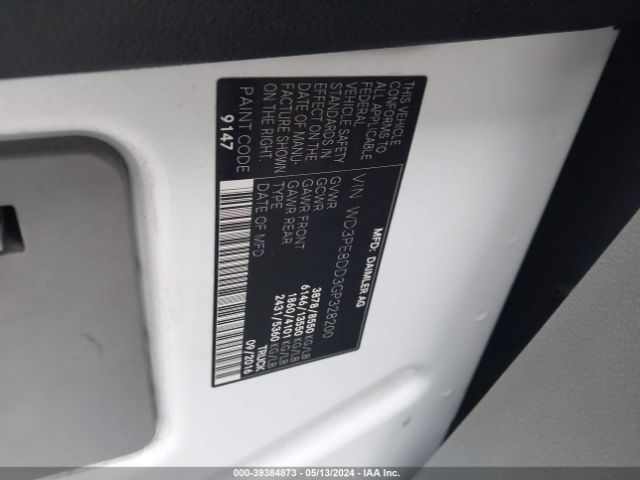 MFD. DAIMLER AG
THIS VEHICLE
CONFORMS TO
ALL APPLICABLE
FEDERAL
VEHICLE SAFETY
STANDARDS IN
EFFECT ON THE
DATE OF MANU-
FACTURE SHOWN
ON THE RIGHT.
PAINT CODE
9147
VIN WD3PE8DD3GP328200
GVWR 3878/8550 KG/LB
GCWR 6146/13550 KG/LB
GAWR FRONT 1860/4101 KG/LB
GAWR REAR 2431/5360 KG/LB
TYPE TRUCK
DATE OF MFD. 09/2016
000-39384873 - 05/13/2024 - IAA Inc.